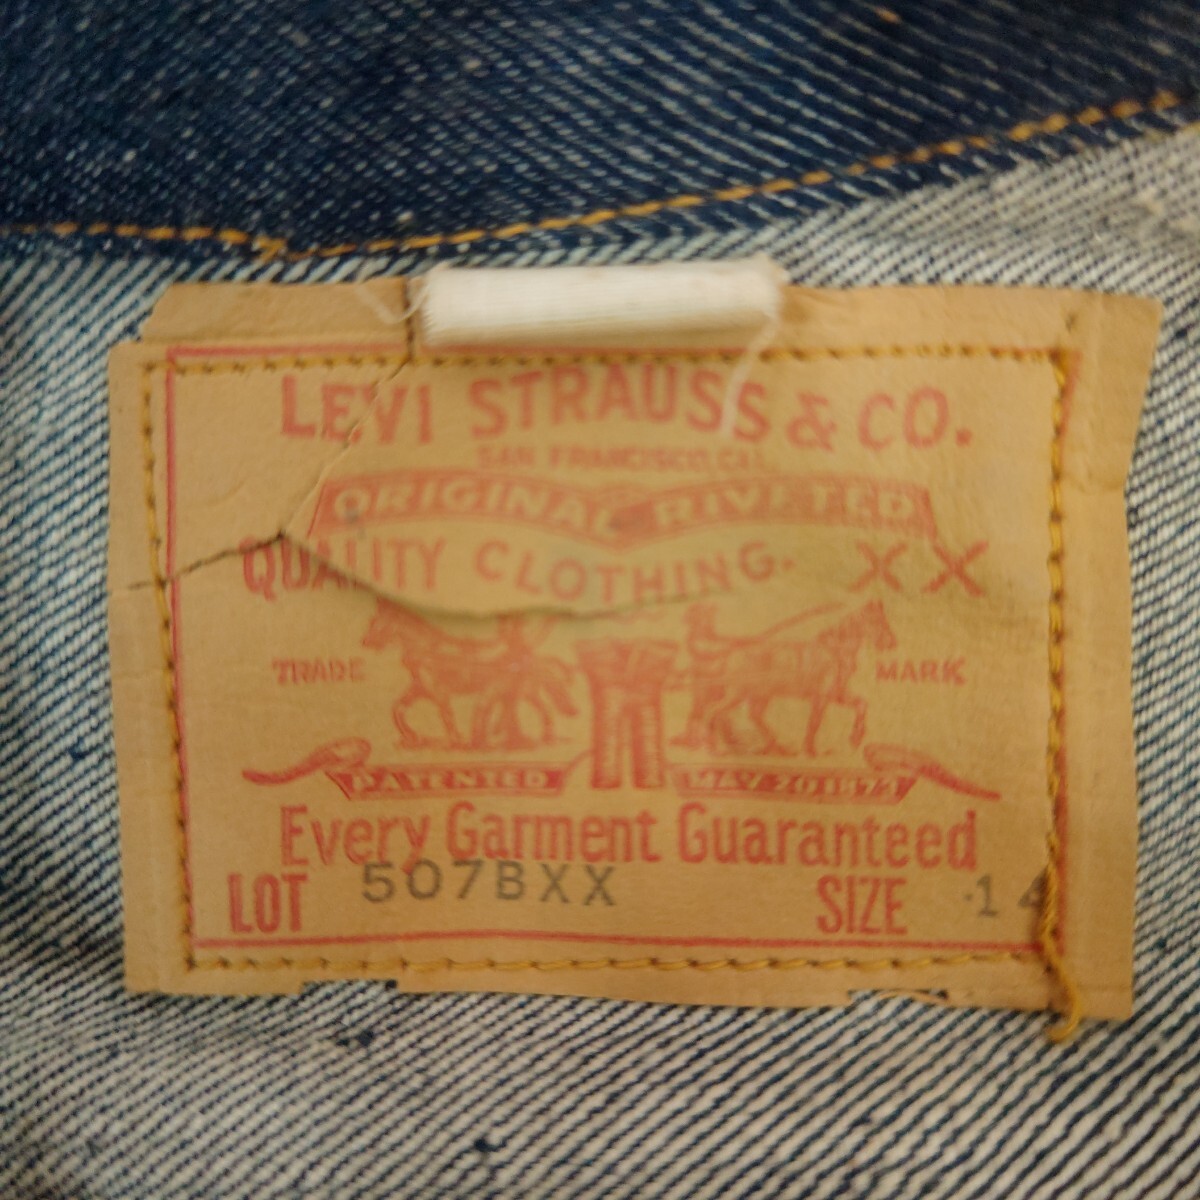 LEVI STRAUSS & CO.
SAN FRANCISCO, CAL.
ORIGINAL RIVETED
QUALITY CLOTHING. XX
TRADE MARK
PATENTED MAY 20 1873
Every Garment Guaranteed
LOT 507BXX SIZE 14